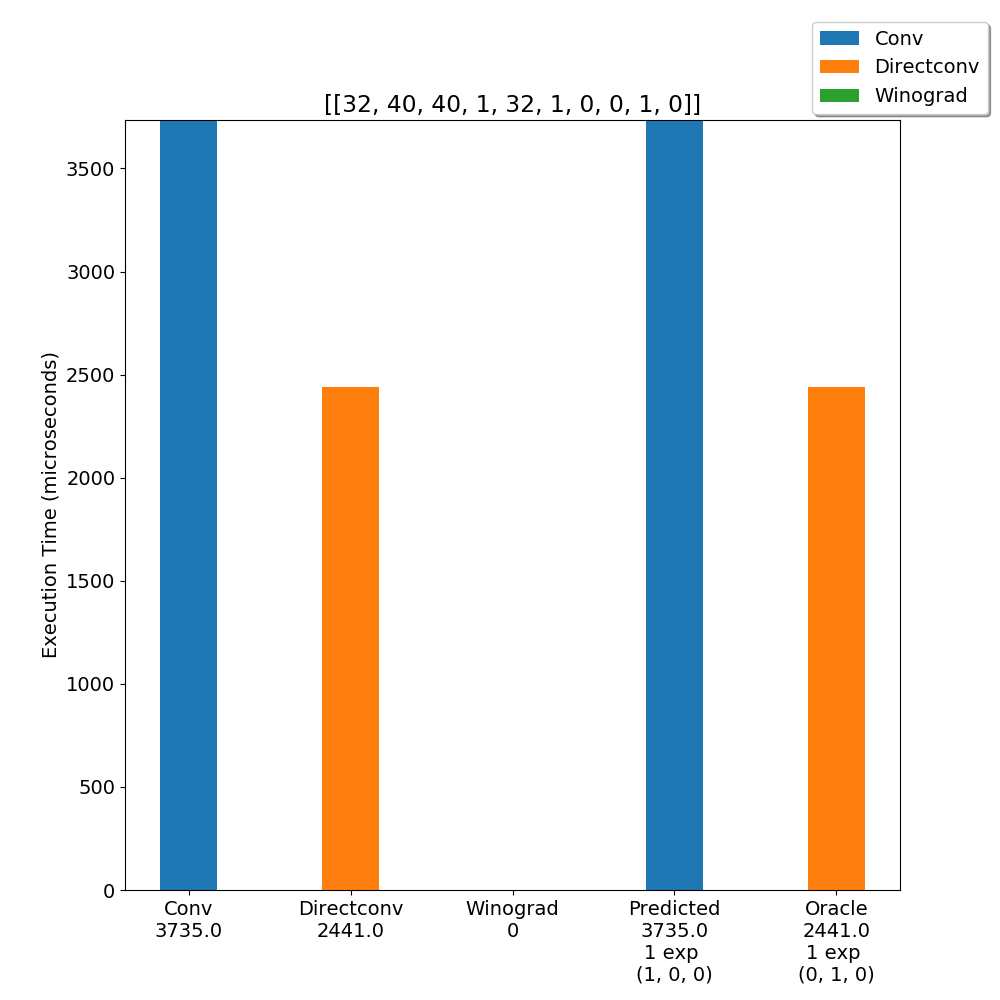 Conv
Directconv
Winograd
[[32, 40, 40, 1, 32, 1, 0, 0, 1, 0]]
Execution Time (microseconds)
3500
3000
2500
2000
1500
1000
500
0
Conv
3735.0
Directconv
2441.0
Winograd
0
Predicted
3735.0
1 exp
(1, 0, 0)
Oracle
2441.0
1 exp
(0, 1, 0)